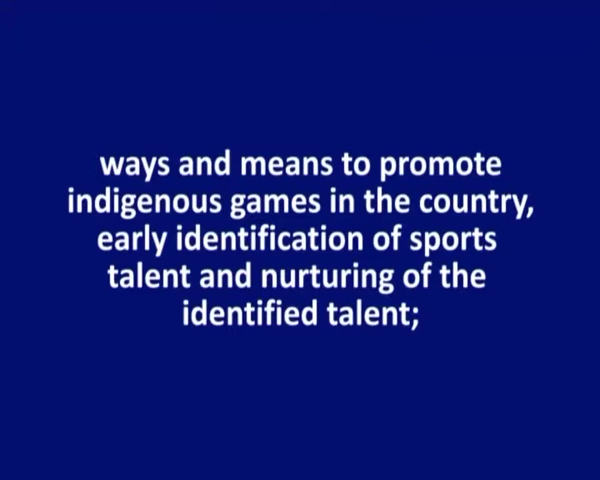 ways and means to promote
indigenous games in the country,
early identification of sports
talent and nurturing of the
identified talent;